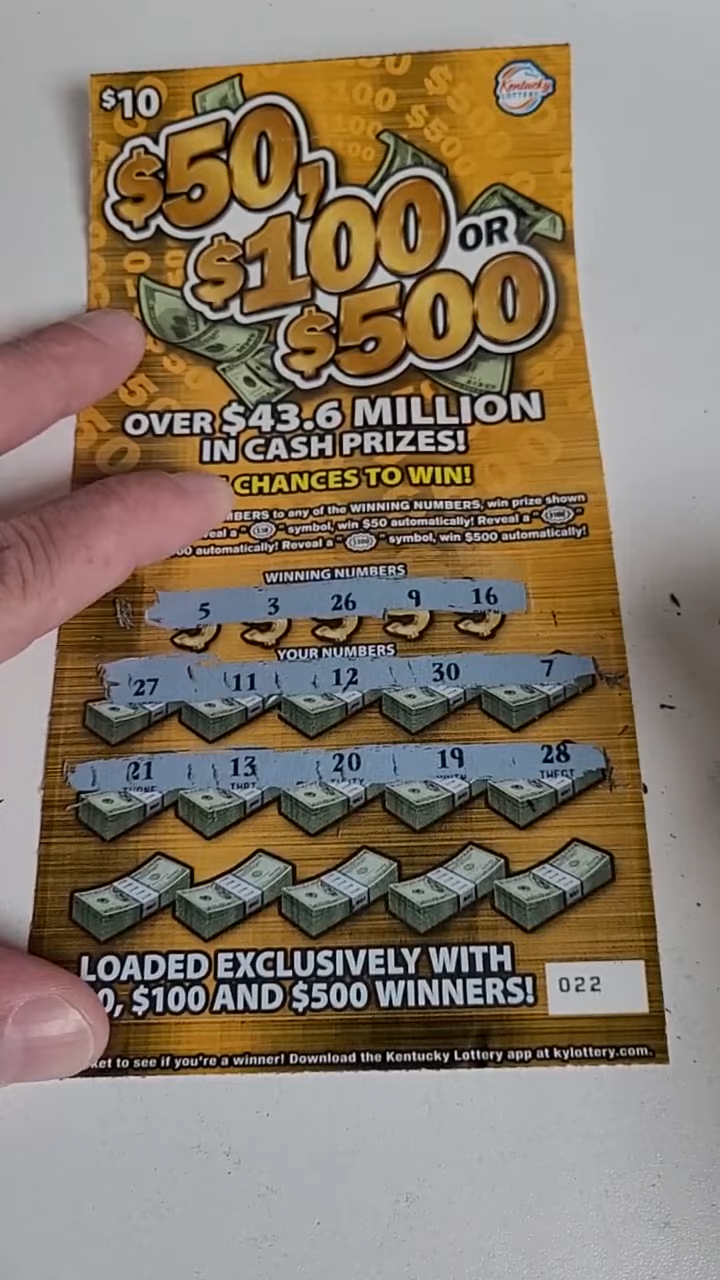 $10
Kentucky
LOTTERY
$50,
$100 OR
$500
OVER $43.6 MILLION
IN CASH PRIZES!
CHANCES TO WIN!
to any of the WINNING NUMBERS, win prize shown
" symbol, win $50 automatically! Reveal a "
automatically! Reveal a " " symbol, win $500 automatically!
WINNING NUMBERS
5 3 26 9 16
YOUR NUMBERS
27 11 12 30 7
21 13 20 19 28
THRT THEGT
LOADED EXCLUSIVELY WITH
$100 AND $500 WINNERS!
022
to see if you're a winner! Download the Kentucky Lottery app at kylottery.com.